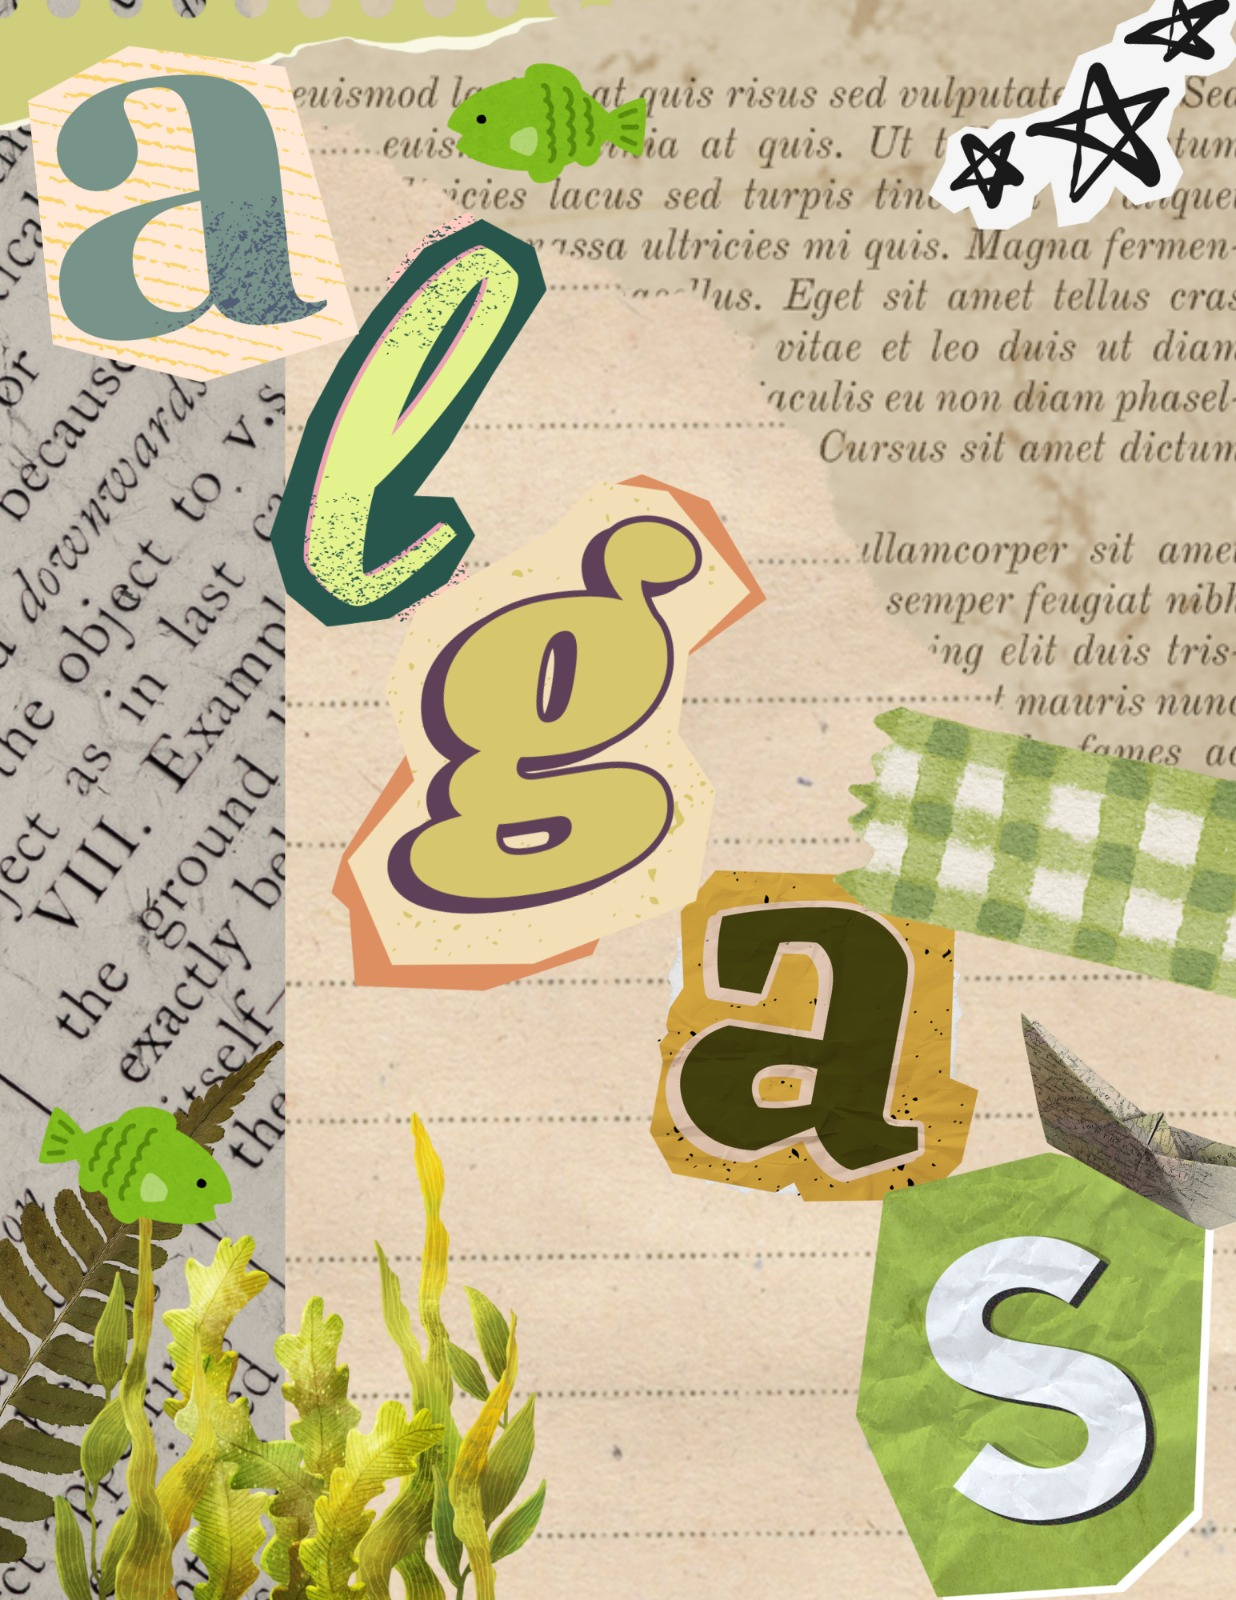 a
l
g
a
s
euismod at quis risus sed vulputate Sed
at quis. Ut
lacus sed turpis
massa ultricies mi quis. Magna fermen-
Eget sit amet tellus cras
vitae et leo duis ut diam
iaculis eu non diam phasel-
Cursus sit amet dictum
ullamcorper sit amet
semper feugiat nibh
elit duis tris-
mauris nunc
fames ac
because
downwards
to v.s
the object
as in last
VIII. Exampl
ject
the ground
exactly
itself
the